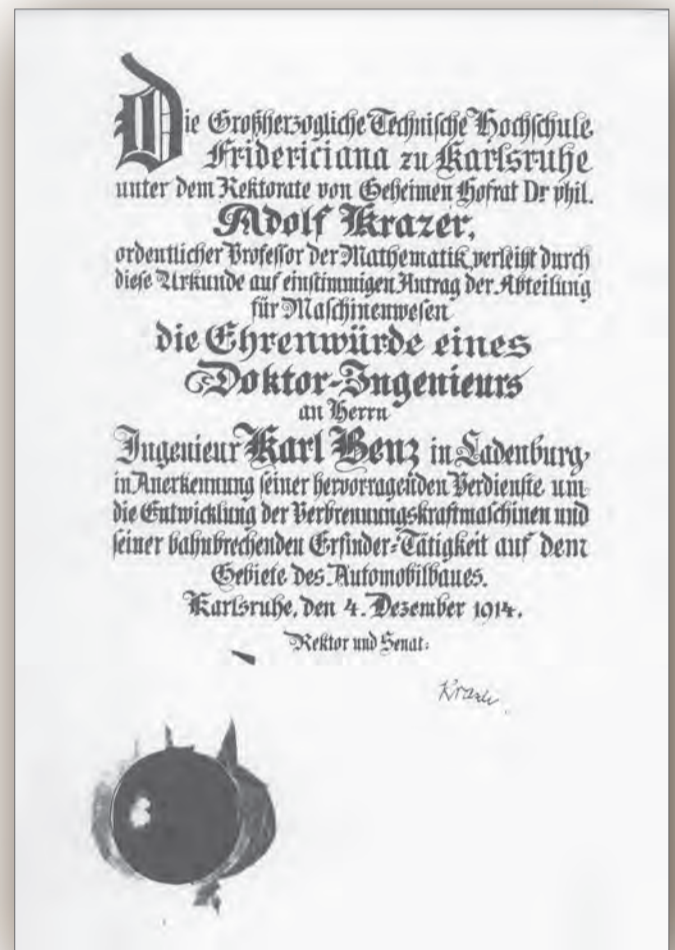 Die Großherzogliche Technische Hochschule
Fridericiana zu Karlsruhe
unter dem Rektorate von Geheimen Hofrat Dr phil.
Adolf Krazer,
ordentlicher Professor der Mathematik verleiht durch
diese Urkunde auf einstimmigen Antrag der Abteilung
für Maschinenwesen
die Ehrenwürde eines
Doktor-Ingenieurs
an Herrn
Ingenieur Karl Benz in Ladenburg,
in Anerkennung seiner hervorragenden Verdienste um
die Entwicklung der Verbrennungskraftmaschinen und
seiner bahnbrechenden Erfinder-Tätigkeit auf dem
Gebiete des Automobilbaues.
Karlsruhe, den 4. Dezember 1914.
Rektor und Senat:
Krazer